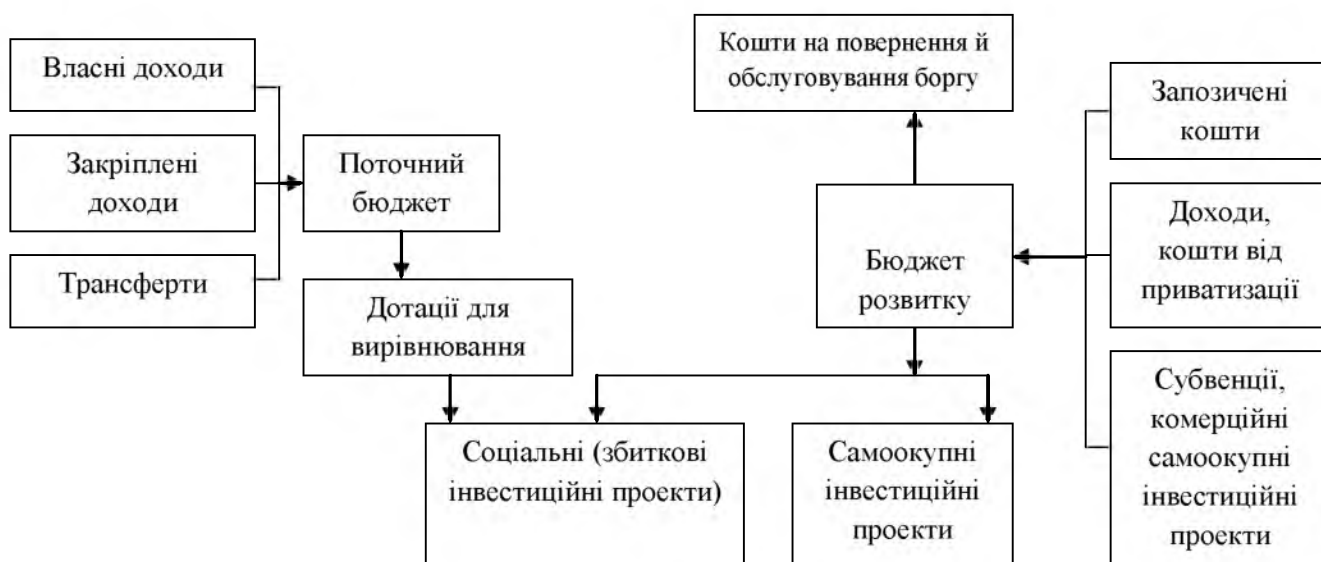 Власні доходи
Закріплені
доходи
Трансферти
Поточний
бюджет
Дотації для
вирівнювання
Соціальні (збиткові
інвестиційні проекти)
Кошти на повернення й
обслуговування боргу
Бюджет
розвитку
Самоокупні
інвестиційні
проекти
Запозичені
кошти
Доходи,
кошти від
приватизації
Субвенції,
комерційні
самоокупні
інвестиційні
проекти